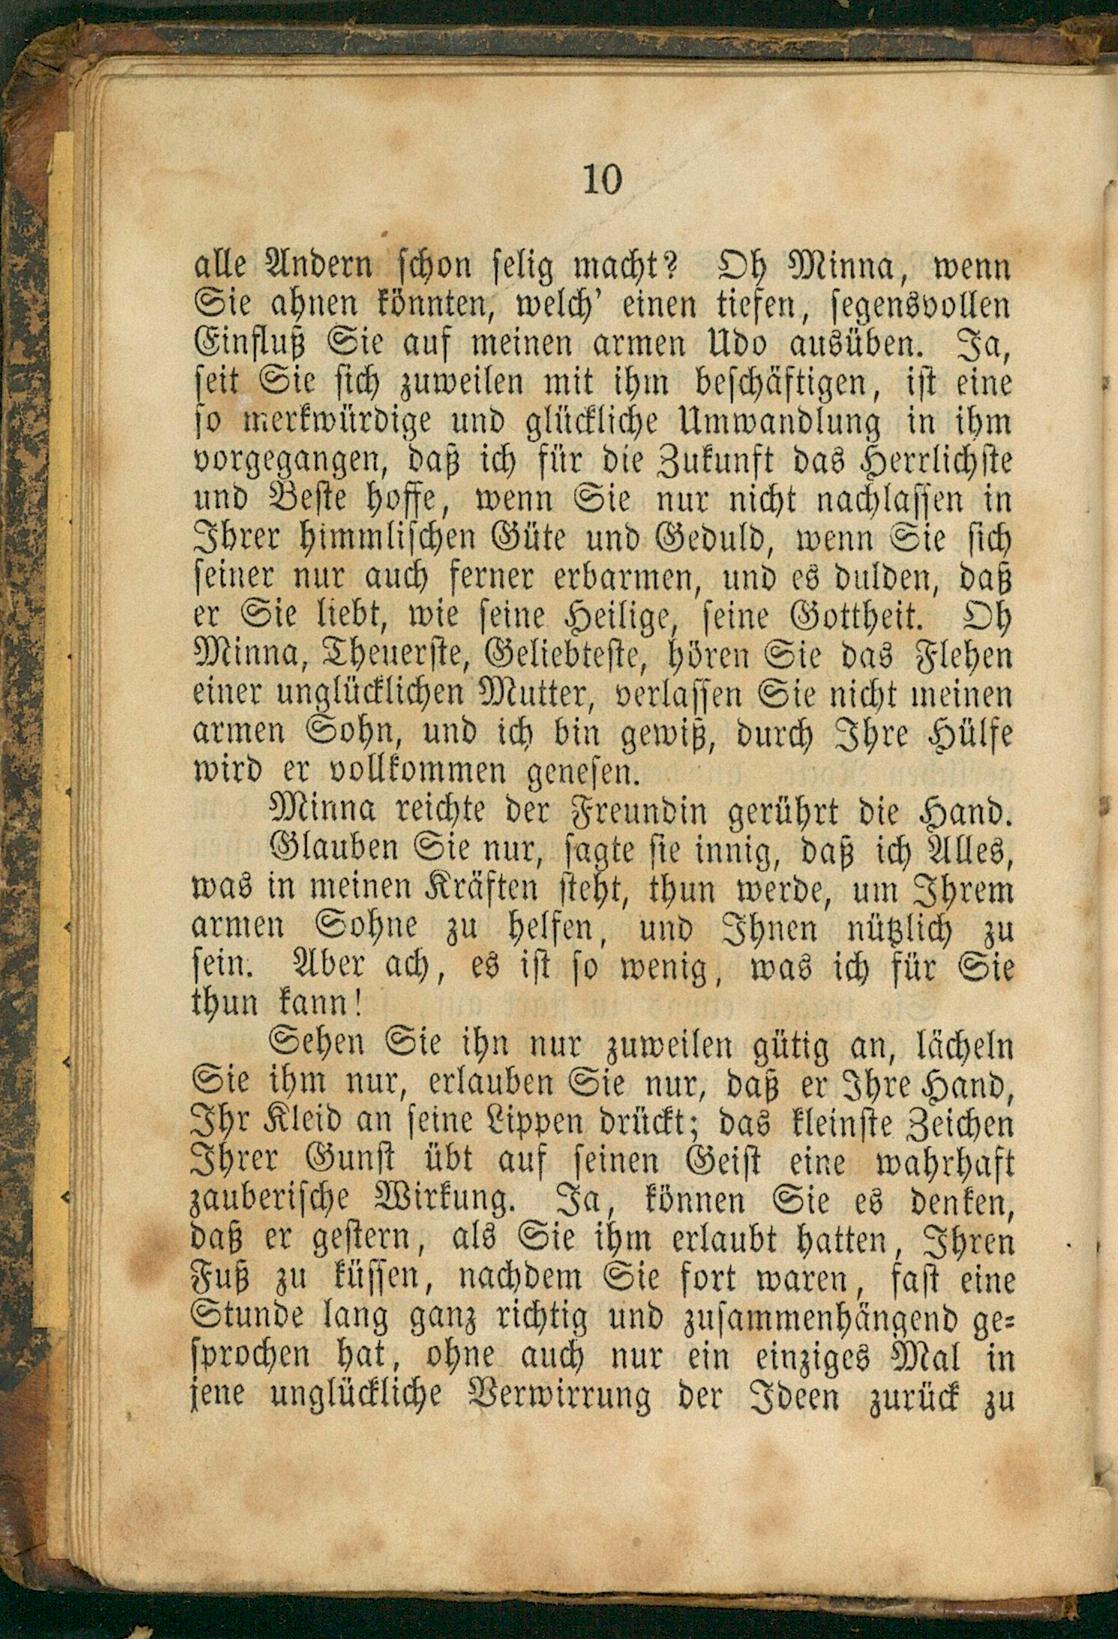 10
alle Andern schon selig macht? Oh Minna, wenn
Sie ahnen könnten, welch' einen tiefen, segensvollen
Einfluß Sie auf meinen armen Udo ausüben. Ja,
seit Sie sich zuweilen mit ihm beschäftigen, ist eine
so merkwürdige und glückliche Umwandlung in ihm
vorgegangen, daß ich für die Zukunft das Herrlichste
und Beste hoffe, wenn Sie nur nicht nachlassen in
Ihrer himmlischen Güte und Geduld, wenn Sie sich
seiner nur auch ferner erbarmen, und es dulden, daß
er Sie liebt, wie seine Heilige, seine Gottheit. Oh
Minna, Theuerste, Geliebteste, hören Sie das Flehen
einer unglücklichen Mutter, verlassen Sie nicht meinen
armen Sohn, und ich bin gewiß, durch Ihre Hülfe
wird er vollkommen genesen.
Minna reichte der Freundin gerührt die Hand.
Glauben Sie nur, sagte sie innig, daß ich Alles,
was in meinen Kräften steht, thun werde, um Ihrem
armen Sohne zu helfen, und Ihnen nützlich zu
sein. Aber ach, es ist so wenig, was ich für Sie
thun kann!
Sehen Sie ihn nur zuweilen gütig an, lächeln
Sie ihm nur, erlauben Sie nur, daß er Ihre Hand,
Ihr Kleid an seine Lippen drückt; das kleinste Zeichen
Ihrer Gunst übt auf seinen Geist eine wahrhaft
zauberische Wirkung. Ja, können Sie es denken,
daß er gestern, als Sie ihm erlaubt hatten, Ihren
Fuß zu küssen, nachdem Sie fort waren, fast eine
Stunde lang ganz richtig und zusammenhängend ge-
sprochen hat, ohne auch nur ein einziges Mal in
jene unglückliche Verwirrung der Ideen zurück zu